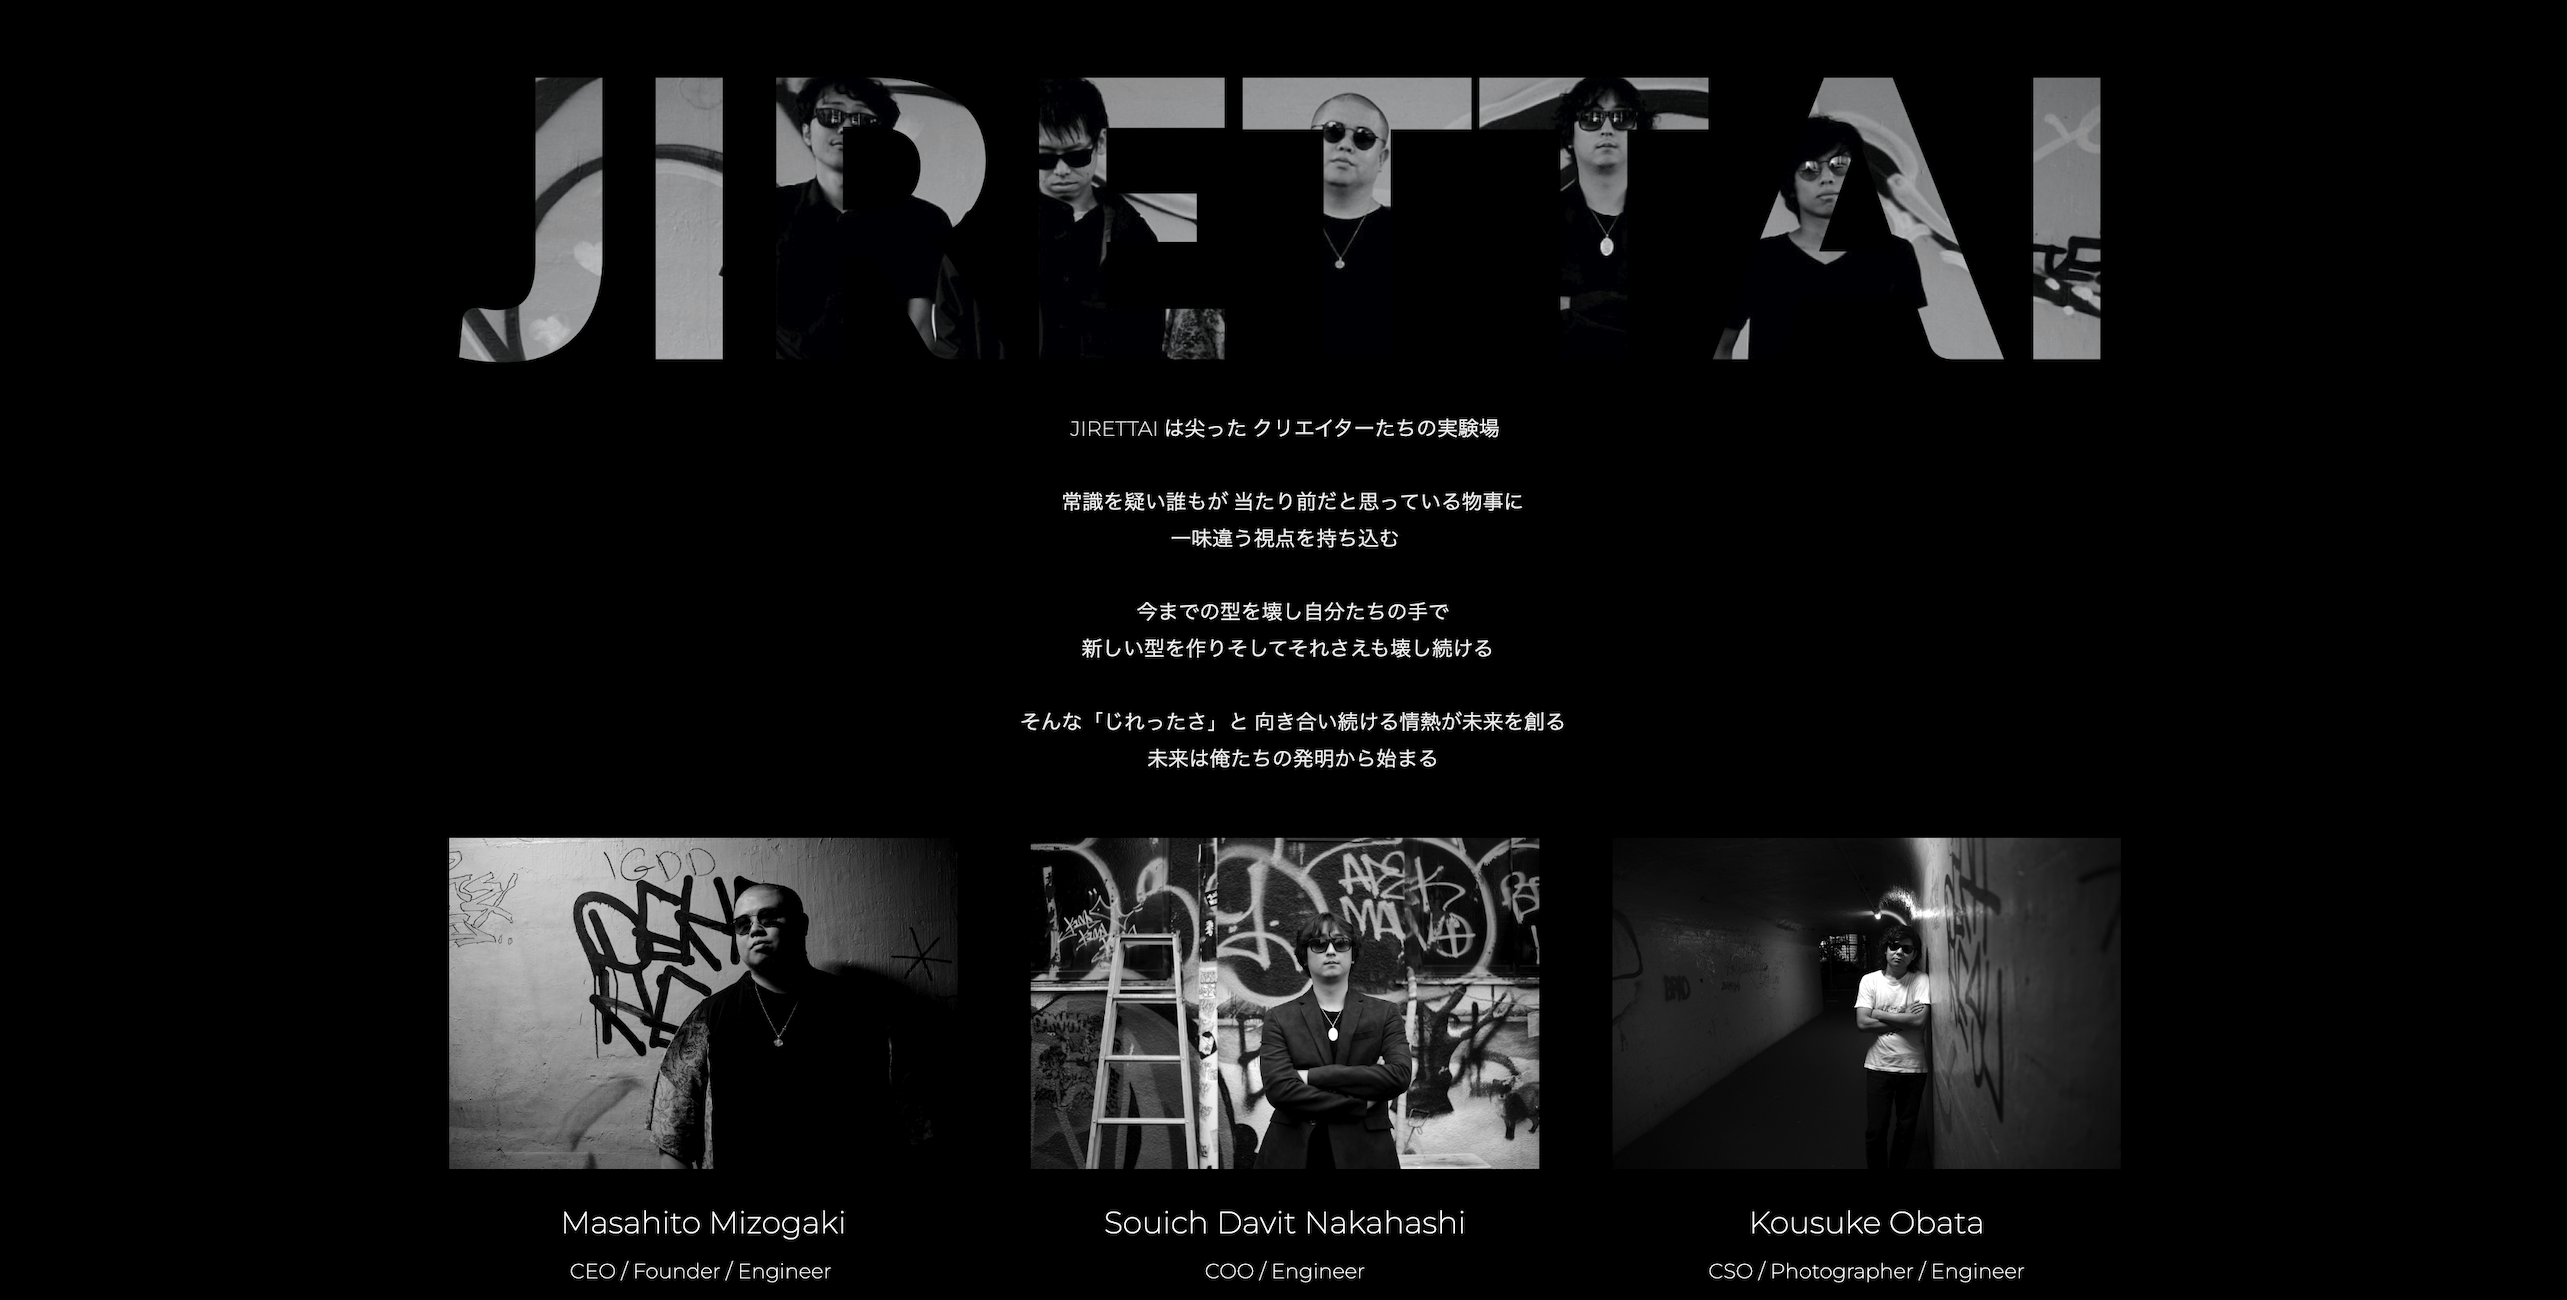 JIRETTAI
JIRETTAI は尖った クリエイターたちの実験場
常識を疑い誰もが 当たり前だと思っている物事に
一味違う視点を持ち込む
今までの型を壊し自分たちの手で
新しい型を作りそしてそれさえも壊し続ける
そんな「じれったさ」と 向き合い続ける情熱が未来を創る
未来は俺たちの発明から始まる
IGDD
Masahito Mizogaki
CEO / Founder / Engineer
Souich Davit Nakahashi
COO / Engineer
Kousuke Obata
CSO / Photographer / Engineer